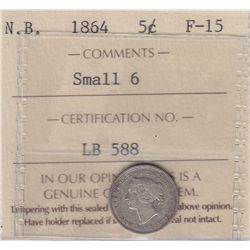 N.B. 1864 5¢ F-15
— COMMENTS —
Small 6
— CERTIFICATION NO. —
LB 588
IN OUR OPIN IS A
GENUINE C EM.
Tampering with this sealed above opinion.
Have holder replaced if al not intact.